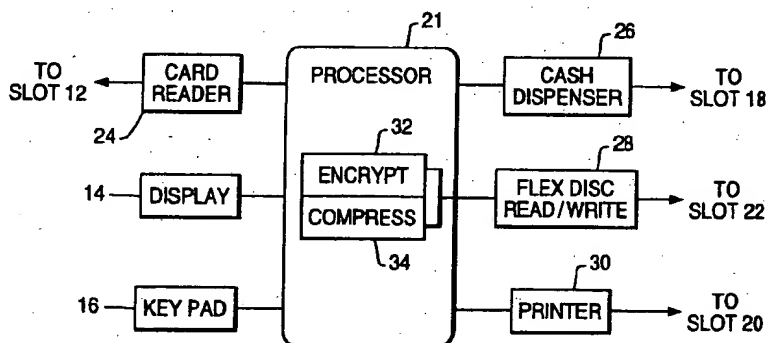 21
26
TO
SLOT 12
CARD
READER
24
PROCESSOR
CASH
DISPENSER
TO
SLOT 18
32
28
14
DISPLAY
ENCRYPT
COMPRESS
34
FLEX DISC
READ/WRITE
TO
SLOT 22
30
16
KEY PAD
PRINTER
TO
SLOT 20